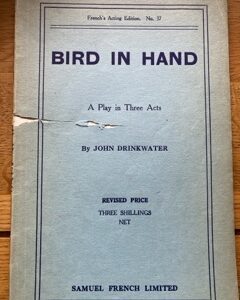 French's Acting Edition. No. 37
BIRD IN HAND
A Play in Three Acts
By JOHN DRINKWATER
REVISED PRICE
THREE SHILLINGS
NET
SAMUEL FRENCH LIMITED